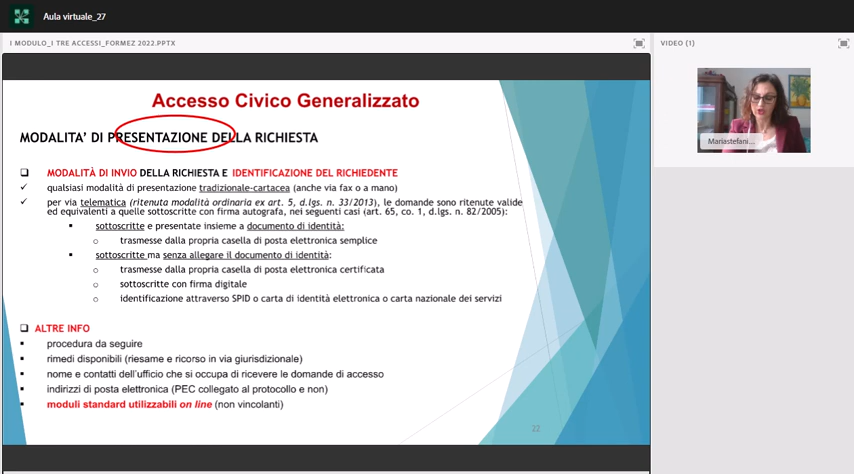 Aula virtuale_27
I MODULO_I TRE ACCESSI_FORMEZ 2022.PPTX
VIDEO (1)
Accesso Civico Generalizzato
MODALITA' DI PRESENTAZIONE DELLA RICHIESTA
MODALITÀ DI INVIO DELLA RICHIESTA E IDENTIFICAZIONE DEL RICHIEDENTE
qualsiasi modalità di presentazione tradizionale-cartacea (anche via fax o a mano)
per via telematica (ritenuta modalità ordinaria ex art. 5, d.lgs. n. 33/2013), le domande sono ritenute valide
ed equivalenti a quelle sottoscritte con firma autografa, nei seguenti casi (art. 65, co. 1, d.lgs. n. 82/2005):
sottoscritte e presentate insieme a documento di identità:
trasmesse dalla propria casella di posta elettronica semplice
sottoscritte ma senza allegare il documento di identità:
trasmesse dalla propria casella di posta elettronica certificata
sottoscritte con firma digitale
identificazione attraverso SPID o carta di identità elettronica o carta nazionale dei servizi
ALTRE INFO
procedura da seguire
rimedi disponibili (riesame e ricorso in via giurisdizionale)
nome e contatti dell'ufficio che si occupa di ricevere le domande di accesso
indirizzi di posta elettronica (PEC collegato al protocollo e non)
moduli standard utilizzabili on line (non vincolanti)
22
Mariastefani...